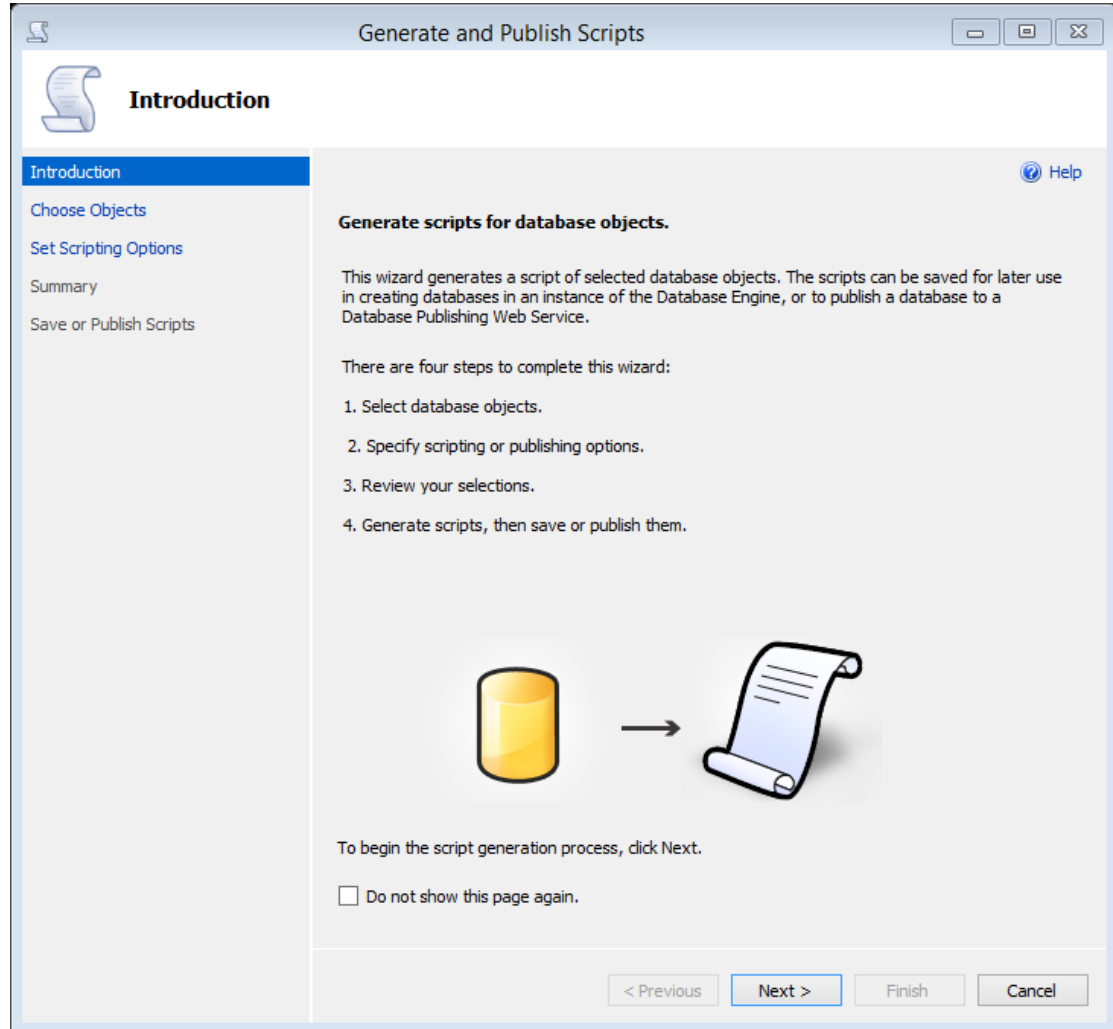 Generate and Publish Scripts
Introduction
Introduction
Choose Objects
Set Scripting Options
Summary
Save or Publish Scripts
Help
Generate scripts for database objects.
This wizard generates a script of selected database objects. The scripts can be saved for later use
in creating databases in an instance of the Database Engine, or to publish a database to a
Database Publishing Web Service.
There are four steps to complete this wizard:
1. Select database objects.
2. Specify scripting or publishing options.
3. Review your selections.
4. Generate scripts, then save or publish them.
To begin the script generation process, click Next.
Do not show this page again.
< Previous Next > Finish Cancel